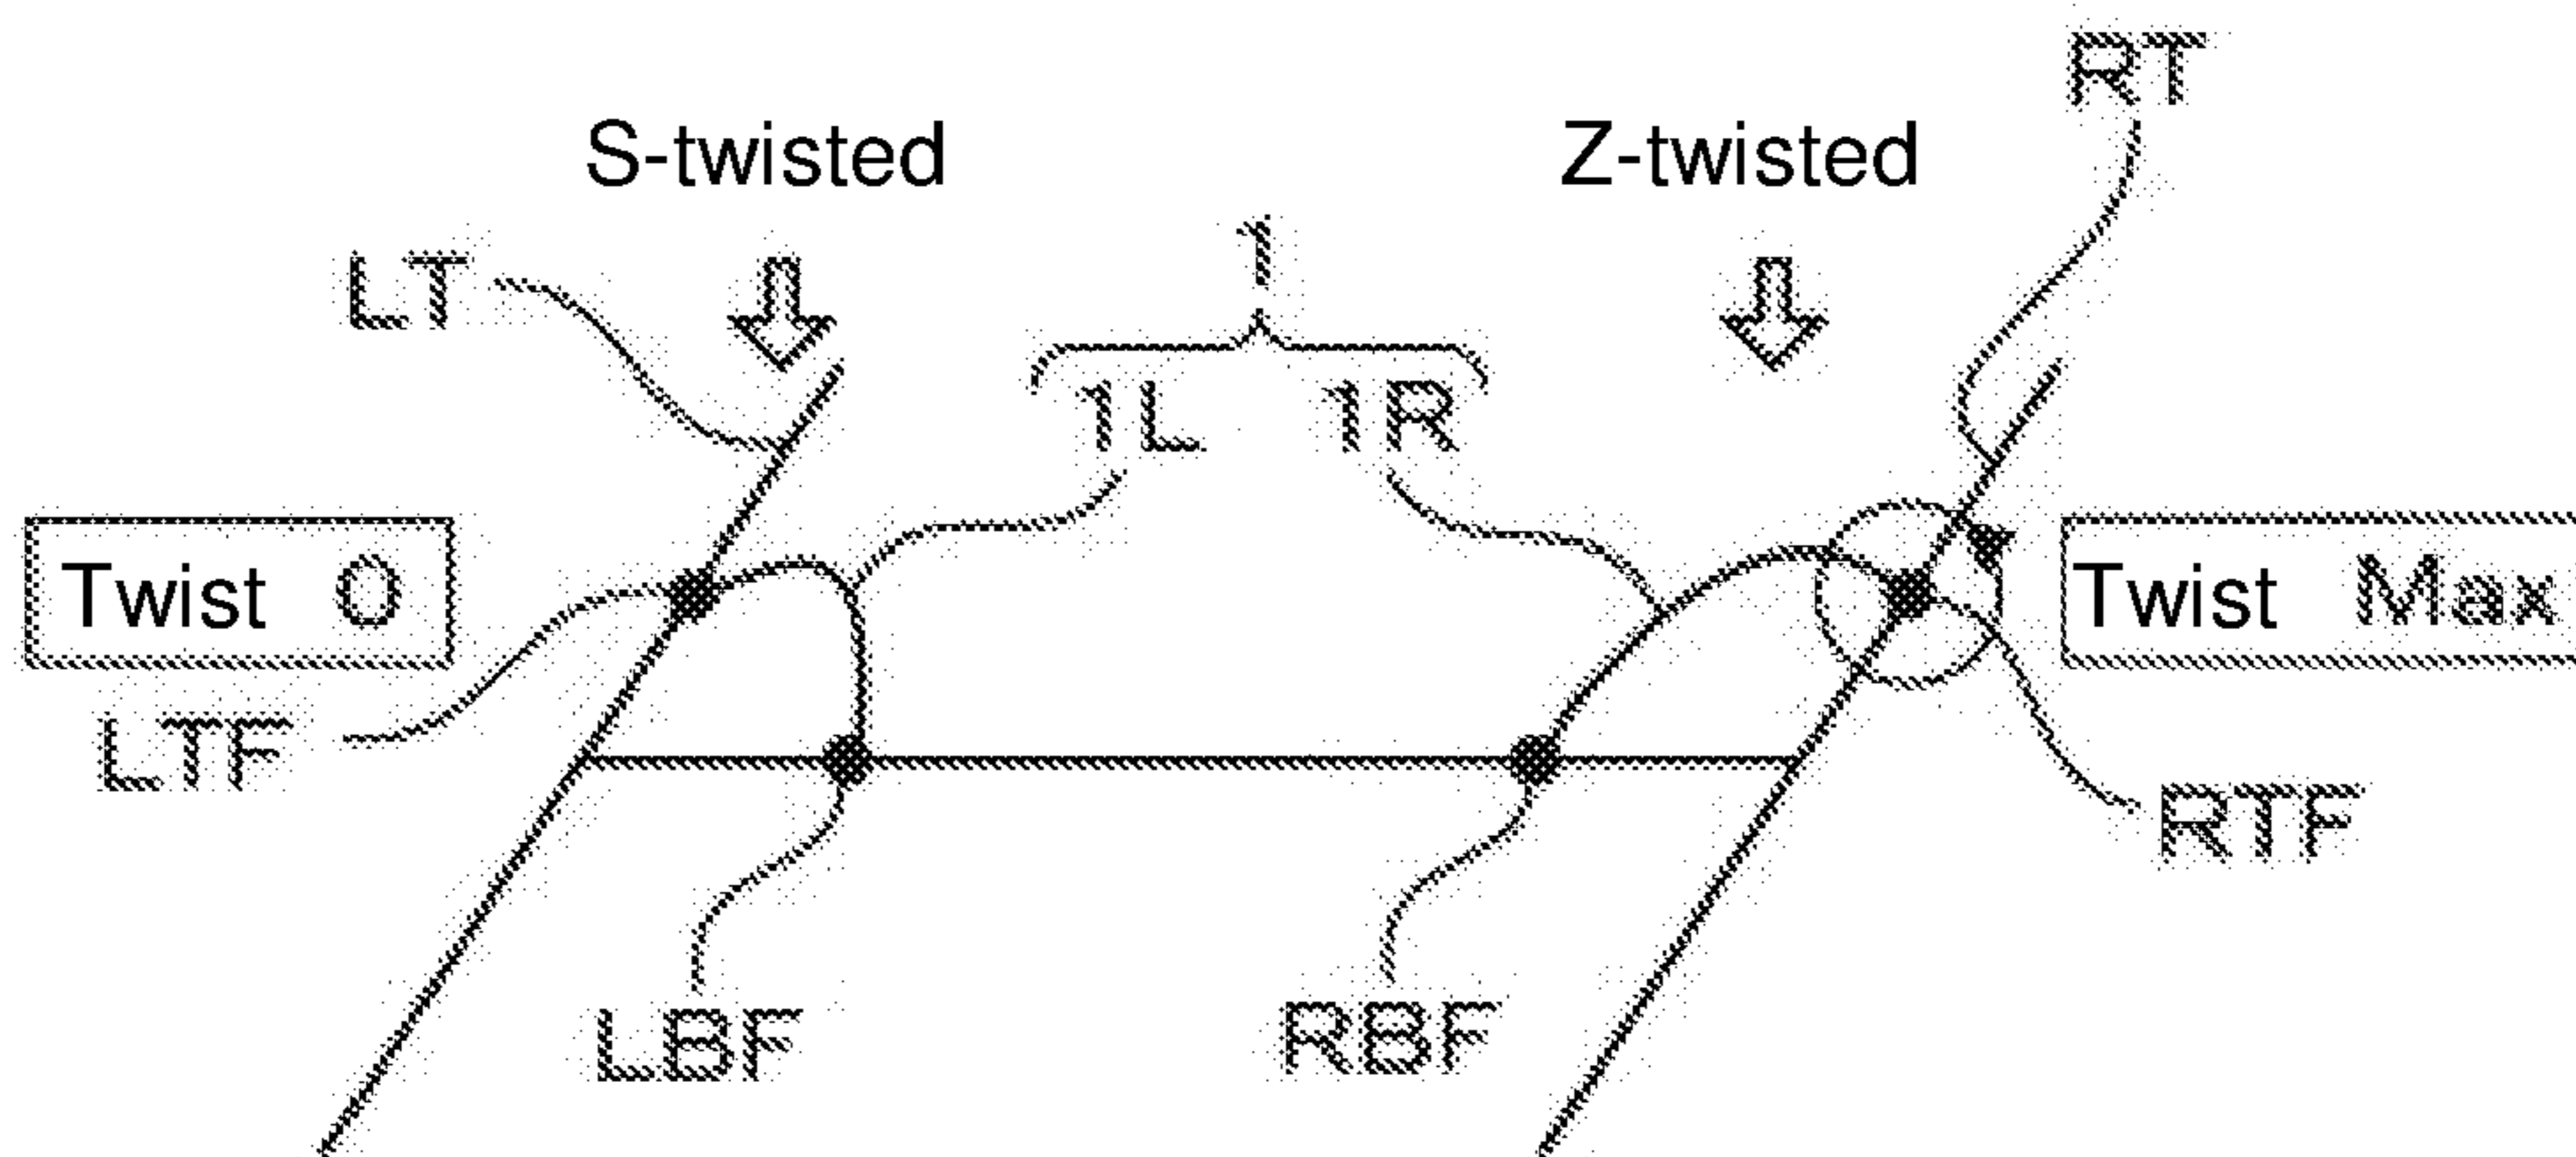 RT
S-twisted Z-twisted
1
LT
1L 1R
Twist 0 Twist Max
LTF
RTF
LBF RBF